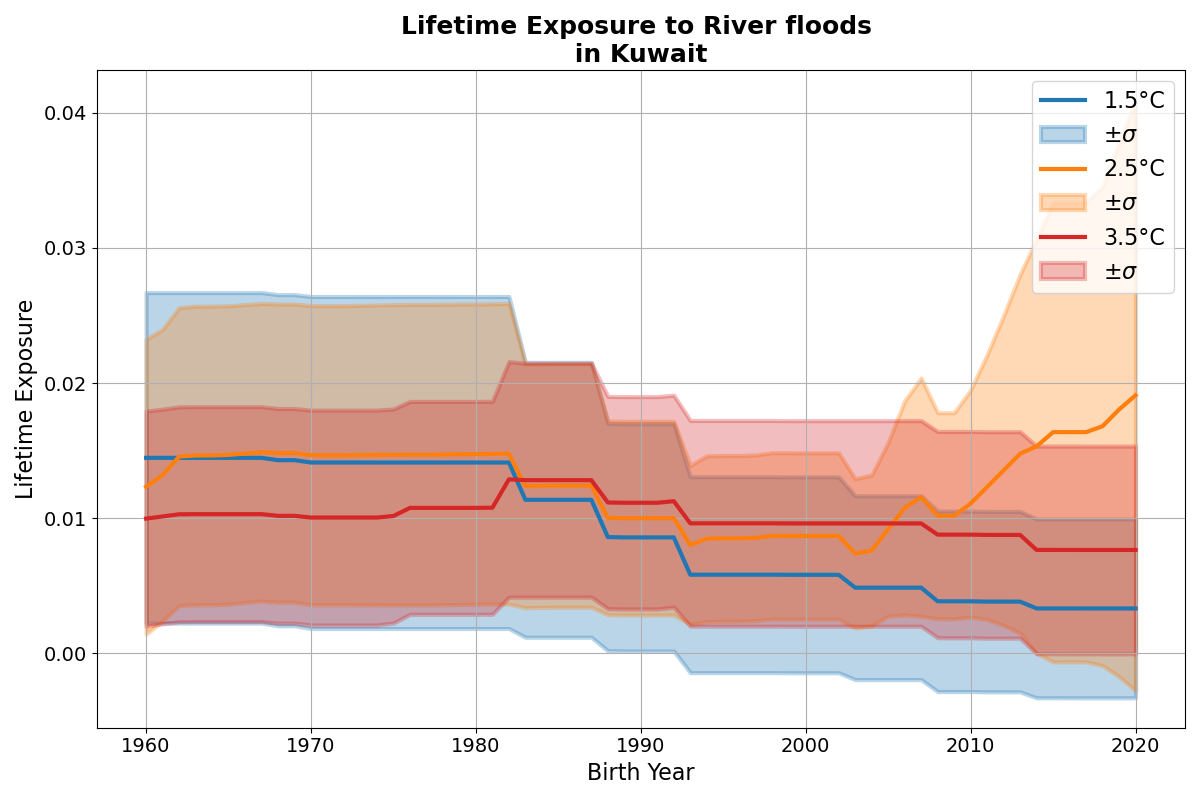 Lifetime Exposure to River floods
in Kuwait
0.04
0.03
0.02
0.01
0.00
Lifetime Exposure
1960
1970
1980
1990
2000
2010
2020
Birth Year
1.5°C
±σ
2.5°C
±σ
3.5°C
±σ